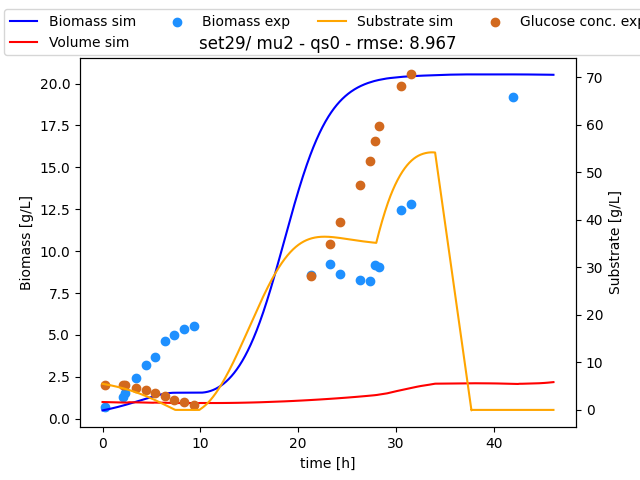 Biomass sim Biomass exp Substrate sim Glucose conc. exp
Volume sim
set29/ mu2 - qs0 - rmse: 8.967
Biomass [g/L]
20.0
17.5
15.0
12.5
10.0
7.5
5.0
2.5
0.0
70
60
50
40
30
20
10
0
Substrate [g/L]
0 10 20 30 40
time [h]